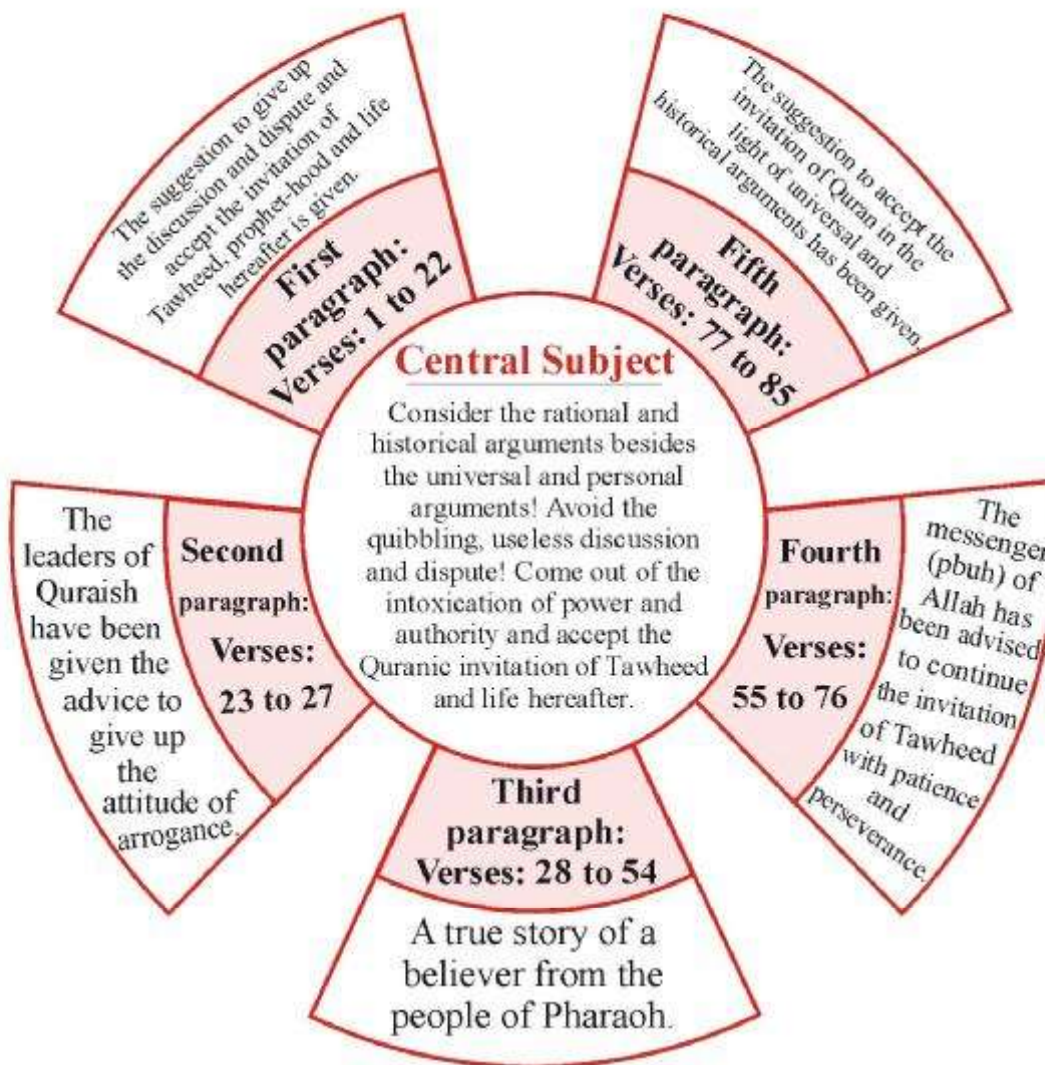 Central Subject
Consider the rational and
historical arguments besides
the universal and personal
arguments! Avoid the
quibbling, useless discussion
and dispute! Come out of the
intoxication of power and
authority and accept the
Quranic invitation of Tawheed
and life hereafter.
First
paragraph:
Verses: 1 to 22
The suggestion to give up
the discussion and dispute and
accept the invitation of
Tawheed, prophet-hood and life
hereafter is given.
Second
paragraph:
Verses:
23 to 27
The
leaders of
Quraish
have been
given the
advice to
give up
the
attitude of
arrogance.
Third
paragraph:
Verses: 28 to 54
A true story of a
believer from the
people of Pharaoh.
Fourth
paragraph:
Verses:
55 to 76
The
messenger
(pbuh) of
Allah has
been advised
to continue
the invitation
of Tawheed
with patience
and
perseverance.
Fifth
paragraph:
Verses: 77 to 85
The suggestion to accept the
invitation of Quran in the
light of universal and
historical arguments has been given.